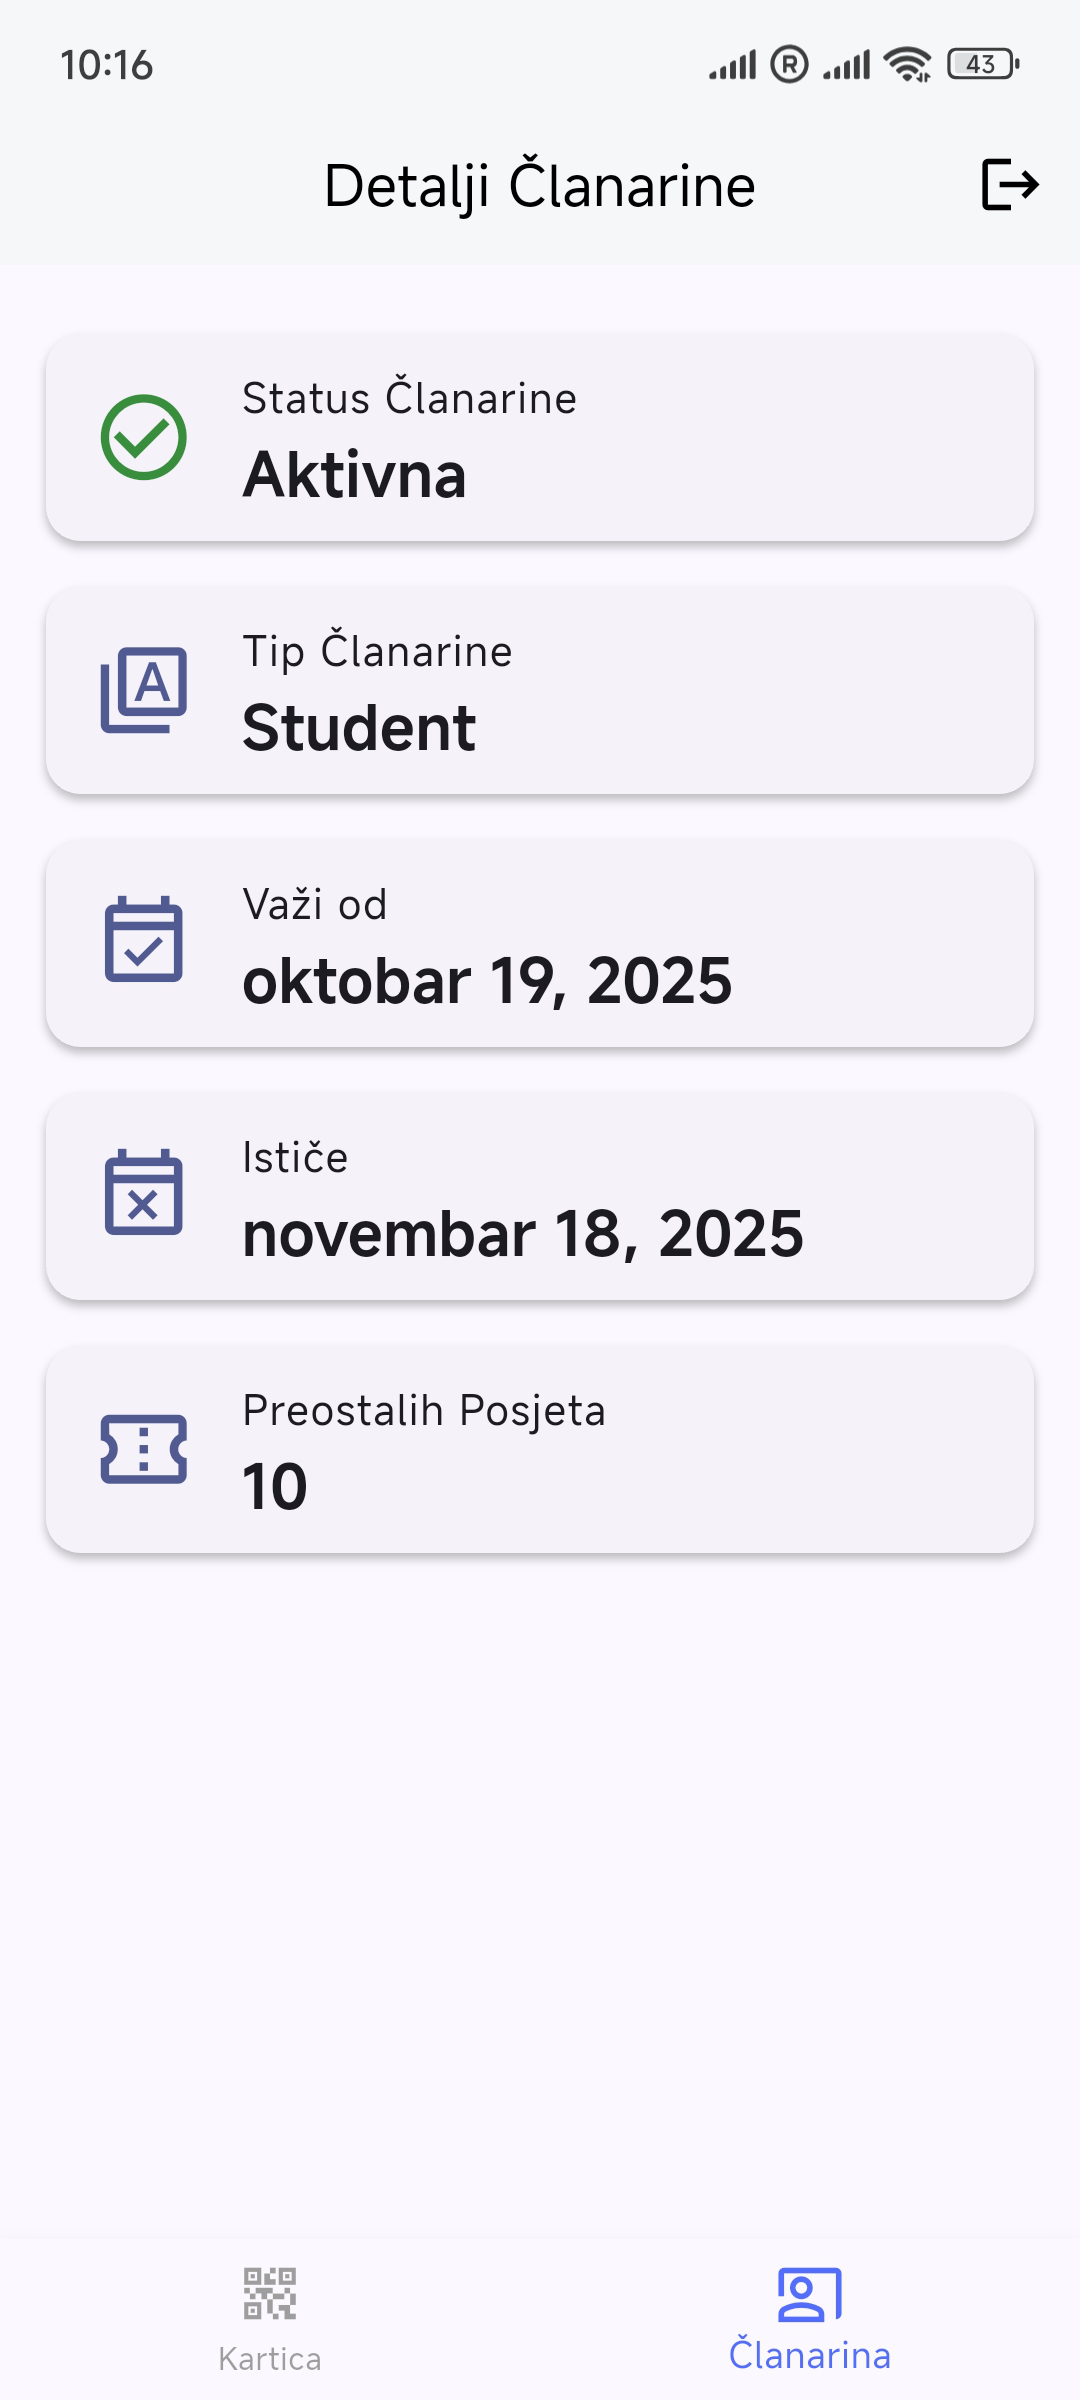 10:16
R
43
Detalji Članarine
Status Članarine
Aktivna
A
Tip Članarine
Student
Važi od
oktobar 19, 2025
Ističe
novembar 18, 2025
Preostalih Posjeta
10
Kartica
Članarina